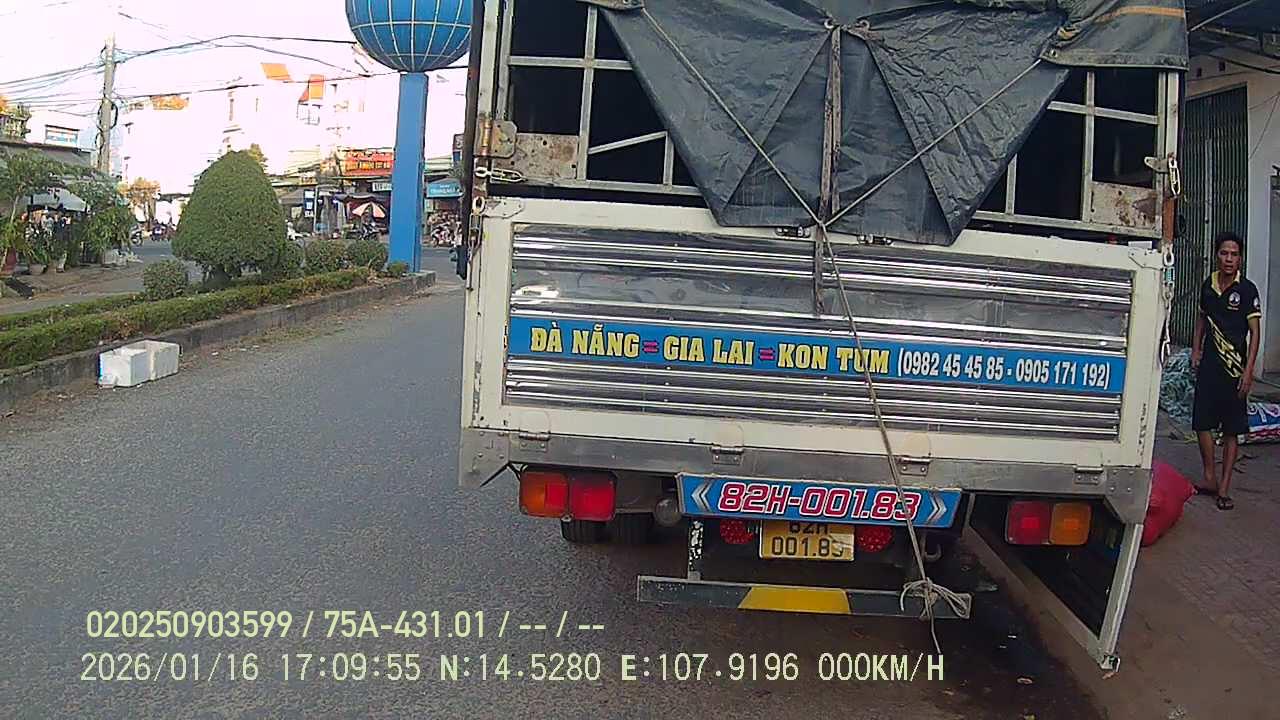 ĐÀ NẴNG = GIA LAI = KON TUM (0982 45 45 85 - 0905 171 192)
82H-001.83
82H
001.83
020250903599 / 75A-431.01 / -- / --
2026/01/16 17:09:55 N:14.5280 E:107.9196 000KM/H